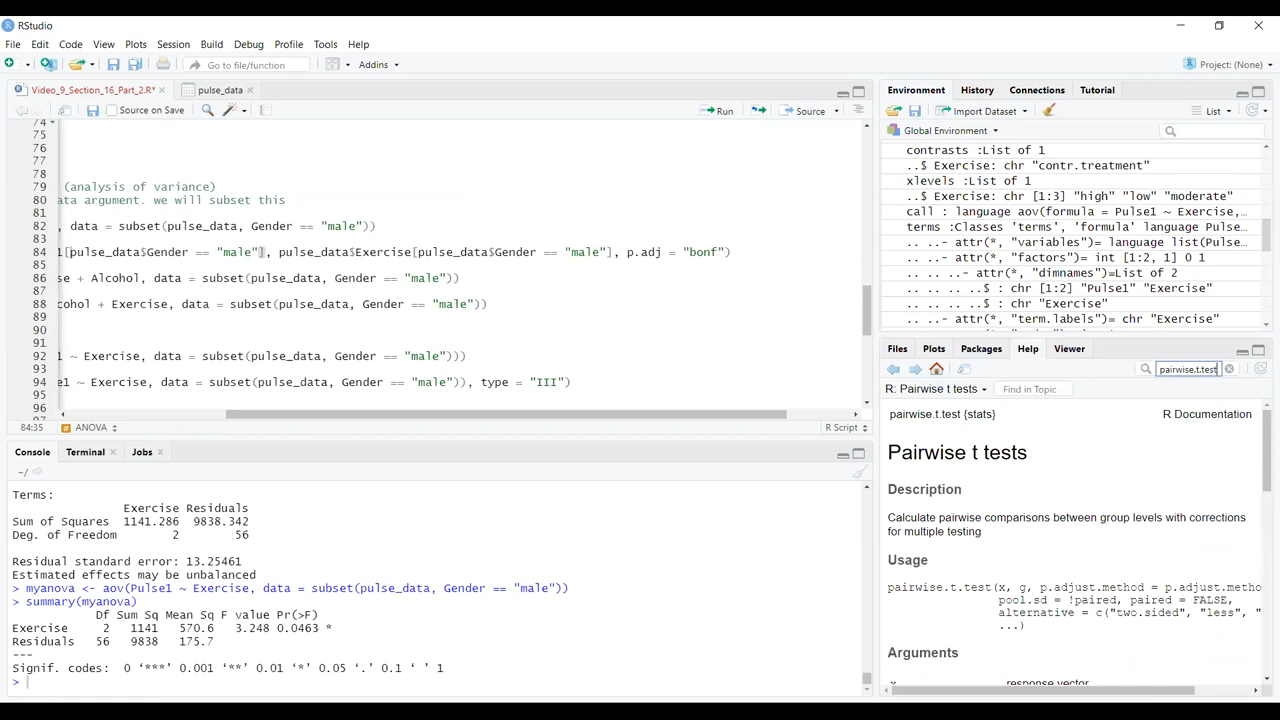 RStudio
File Edit Code View Plots Session Build Debug Profile Tools Help
Go to file/function Addins Project: (None)
Video_9_Section_16_Part_2.R* pulse_data
Source on Save Run Source
74
75
76
77
78
79 (analysis of variance)
80 ata argument. we will subset this
81
82 , data = subset(pulse_data, Gender == "male"))
83
84 1[pulse_data$Gender == "male"], pulse_data$Exercise[pulse_data$Gender == "male"], p.adj = "bonf")
85
86 se + Alcohol, data = subset(pulse_data, Gender == "male"))
87
88 cohol + Exercise, data = subset(pulse_data, Gender == "male"))
89
90
91
92 1 ~ Exercise, data = subset(pulse_data, Gender == "male")))
93
94 e1 ~ Exercise, data = subset(pulse_data, Gender == "male")), type = "III")
95
96
97
84:35 ANOVA R Script
Console Terminal Jobs
~/
Terms:
Exercise Residuals
Sum of Squares 1141.286 9838.342
Deg. of Freedom 2 56
Residual standard error: 13.25461
Estimated effects may be unbalanced
> myanova <- aov(Pulse1 ~ Exercise, data = subset(pulse_data, Gender == "male"))
> summary(myanova)
Df Sum Sq Mean Sq F value Pr(>F)
Exercise 2 1141 570.6 3.248 0.0463 *
Residuals 56 9838 175.7
---
Signif. codes: 0 ‘***’ 0.001 ‘**’ 0.01 ‘*’ 0.05 ‘.’ 0.1 ‘ ’ 1
>
Environment History Connections Tutorial
Import Dataset List
Global Environment
contrasts :List of 1
..$ Exercise: chr "contr.treatment"
xlevels :List of 1
..$ Exercise: chr [1:3] "high" "low" "moderate"
call : language aov(formula = Pulse1 ~ Exercise,…
terms :Classes 'terms', 'formula' language Pulse…
.. ..- attr(*, "variables")= language list(Pulse…
.. ..- attr(*, "factors")= int [1:2, 1] 0 1
.. .. ..- attr(*, "dimnames")=List of 2
.. .. .. ..$ : chr [1:2] "Pulse1" "Exercise"
.. .. .. ..$ : chr "Exercise"
.. ..- attr(*, "term.labels")= chr "Exercise"
Files Plots Packages Help Viewer
pairwise.t.test
R: Pairwise t tests Find in Topic
pairwise.t.test {stats} R Documentation
Pairwise t tests
Description
Calculate pairwise comparisons between group levels with corrections
for multiple testing
Usage
pairwise.t.test(x, g, p.adjust.method = p.adjust.metho
pool.sd = !paired, paired = FALSE,
alternative = c("two.sided", "less", "
...)
Arguments
x response vector